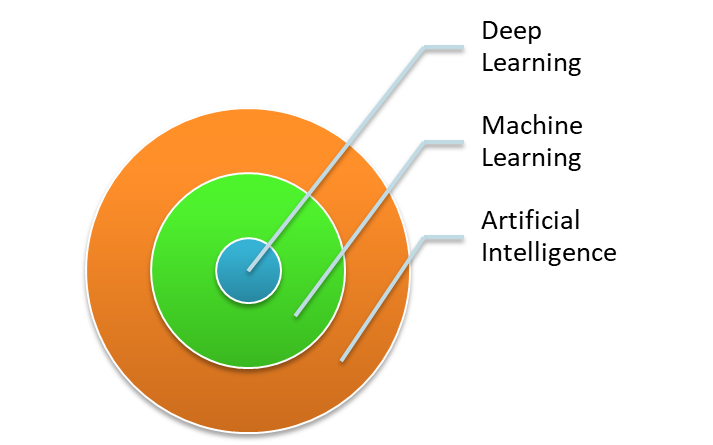 Deep
Learning
Machine
Learning
Artificial
Intelligence